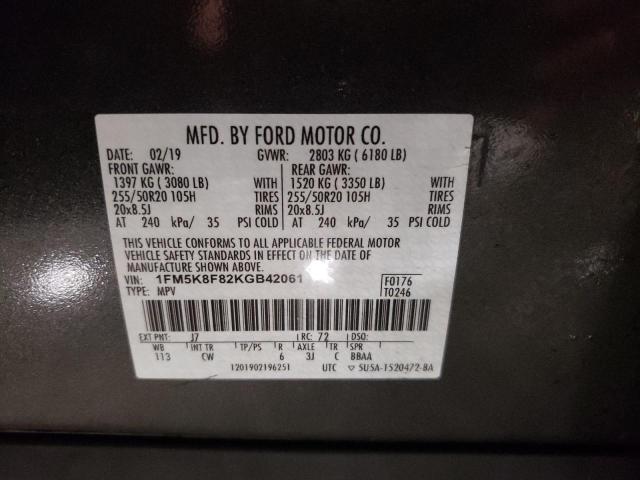 MFD. BY FORD MOTOR CO.
DATE: 02/19 GVWR: 2803 KG ( 6180 LB)
FRONT GAWR: REAR GAWR:
1397 KG ( 3080 LB) WITH 1520 KG ( 3350 LB) WITH
255/50R20 105H TIRES 255/50R20 105H TIRES
20x8.5J RIMS 20x8.5J RIMS
AT 240 kPa/ 35 PSI COLD AT 240 kPa/ 35 PSI COLD
THIS VEHICLE CONFORMS TO ALL APPLICABLE FEDERAL MOTOR
VEHICLE SAFETY STANDARDS IN EFFECT ON THE DATE OF
MANUFACTURE SHOWN ABOVE.
VIN: 1FM5K8F82KGB42061 F0176
TYPE: MPV T0246
EXT PNT: J7 RC: 72 DSO:
WB INT TR TP/PS R AXLE TR SPR
113 CW 6 3J C BBAA
1201902196251 UTC ▽ 5U5A-1520472-BA